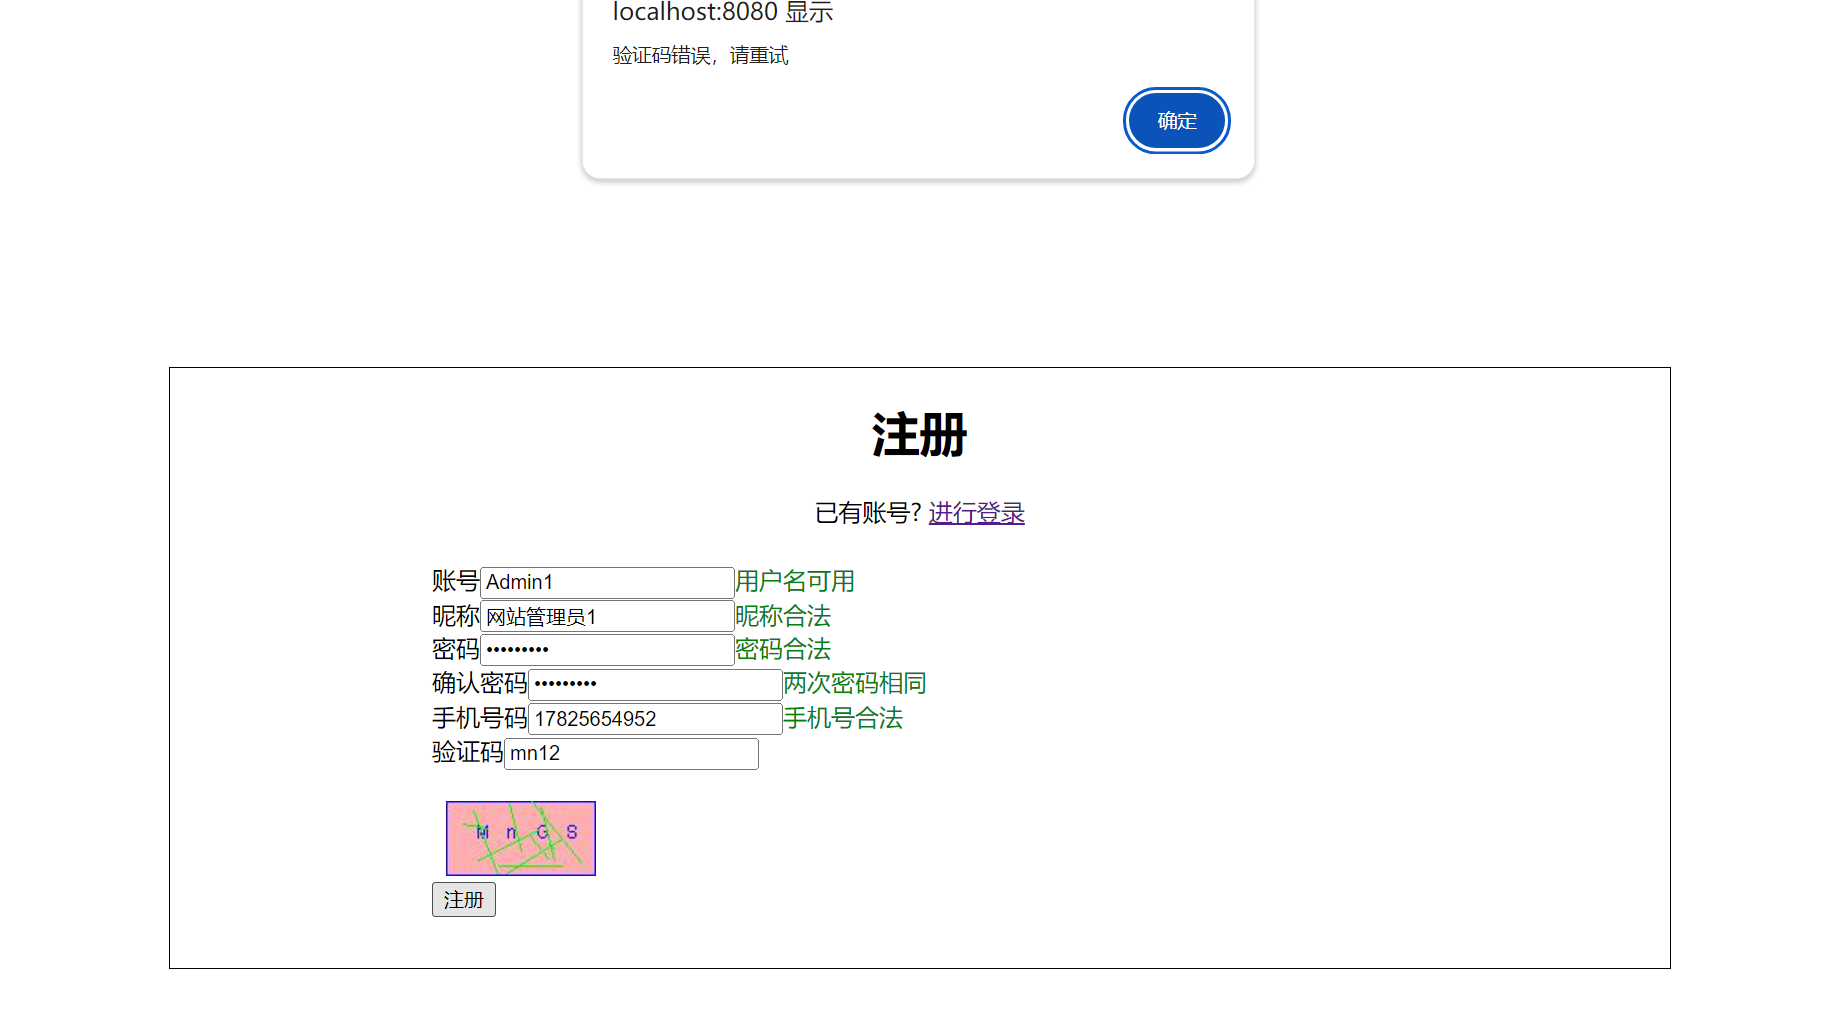 localhost:8080 显示
验证码错误，请重试
确定
注册
已有账号? 进行登录
账号 Admin1 用户名可用
昵称 网站管理员1 昵称合法
密码 ••••••••• 密码合法
确认密码 ••••••••• 两次密码相同
手机号码 17825654952 手机号合法
验证码 mn12
M n G S
注册